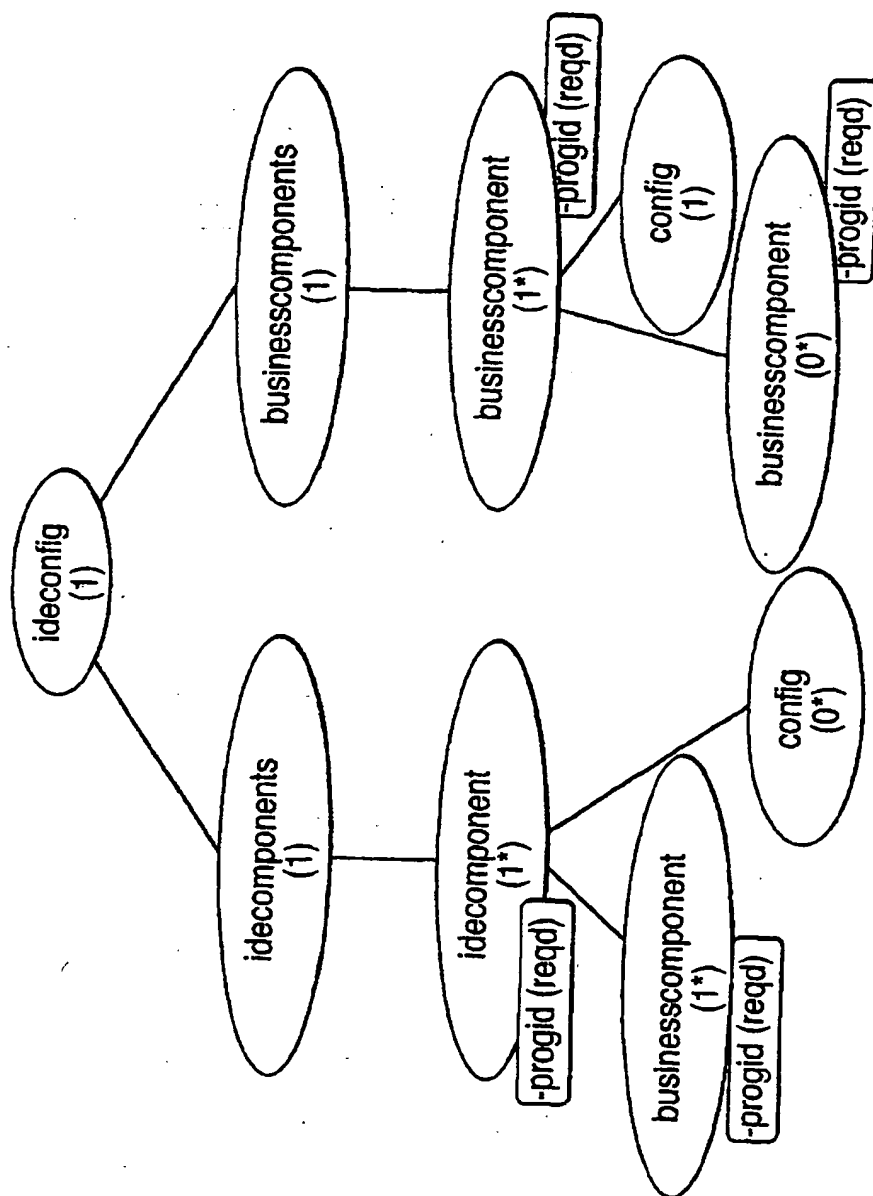 ideconfig
(1)
idecomponents
(1)
businesscomponents
(1)
idecomponent
(1*)
-progid (reqd)
businesscomponent
(1*)
-progid (reqd)
businesscomponent
(1*)
-progid (reqd)
config
(0*)
config
(1)
businesscomponent
(0*)
-progid (reqd)